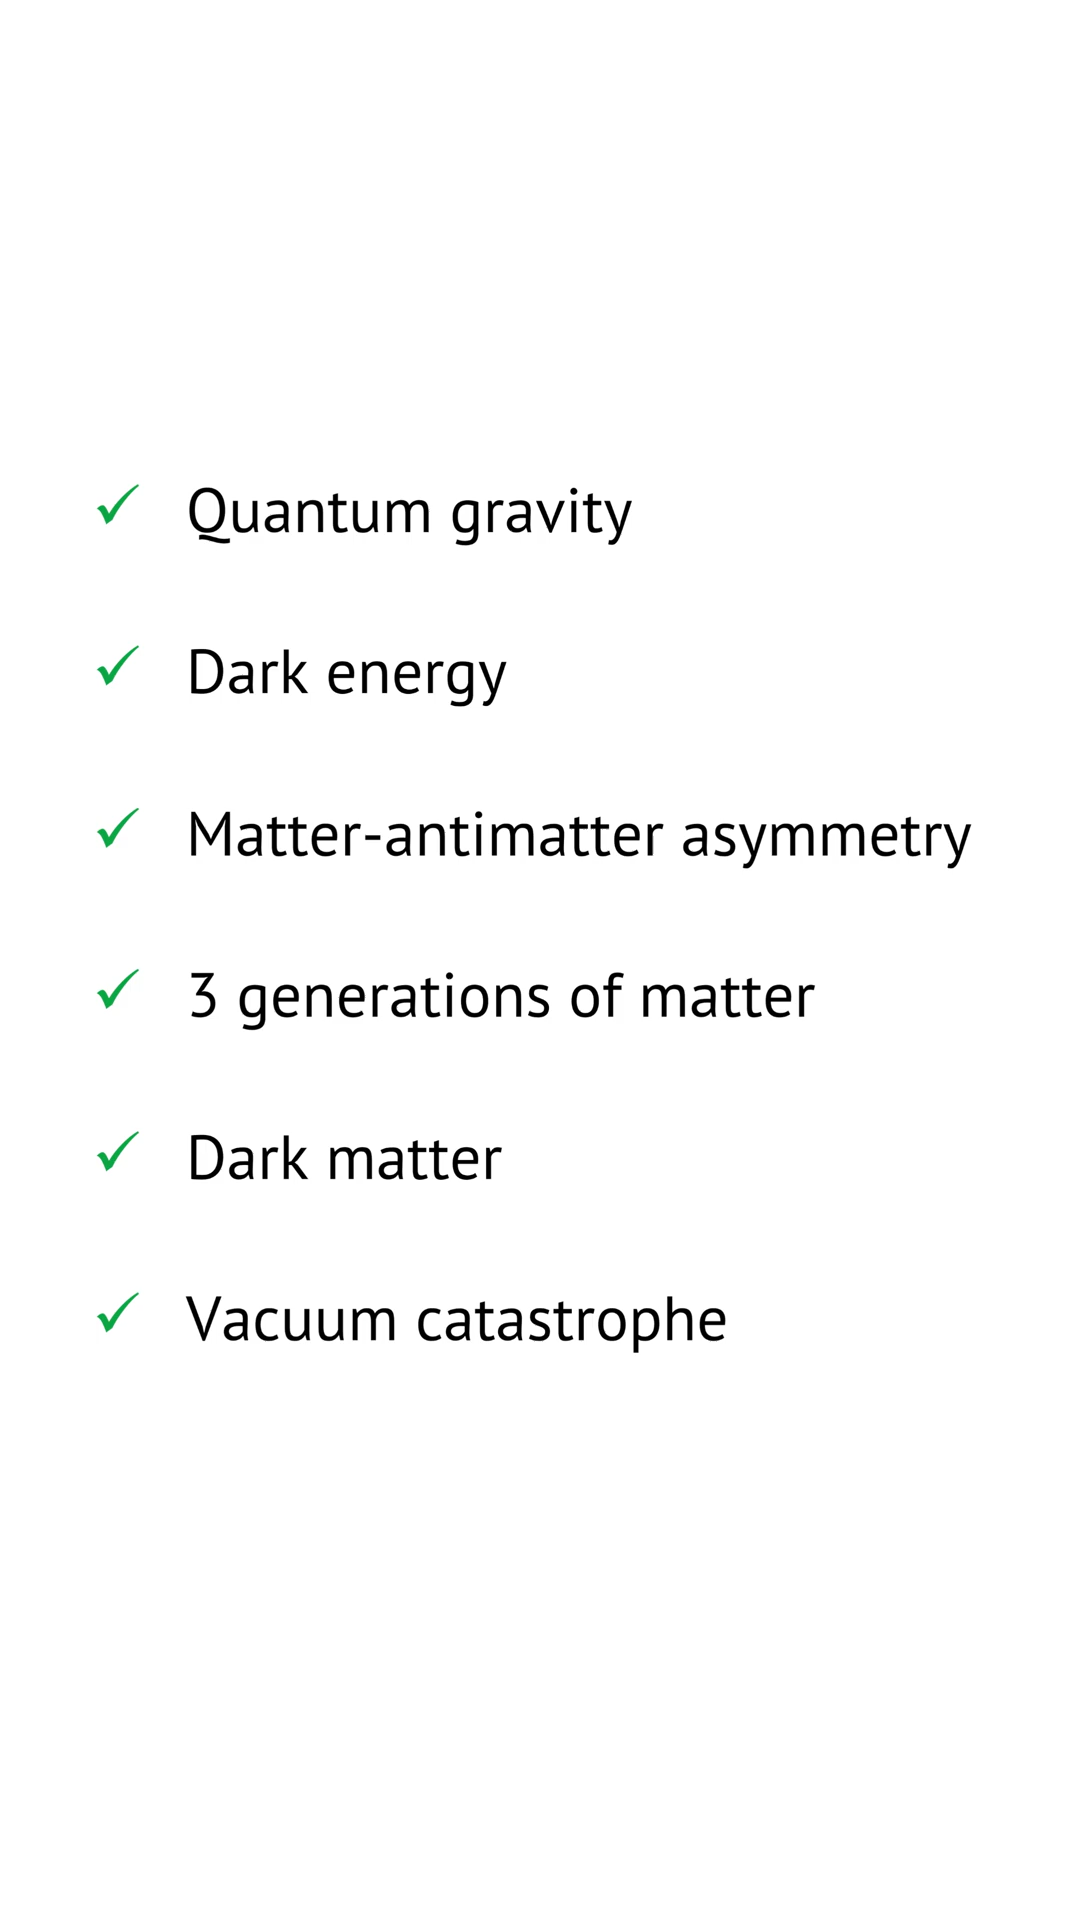 ✓ Quantum gravity
✓ Dark energy
✓ Matter-antimatter asymmetry
✓ 3 generations of matter
✓ Dark matter
✓ Vacuum catastrophe